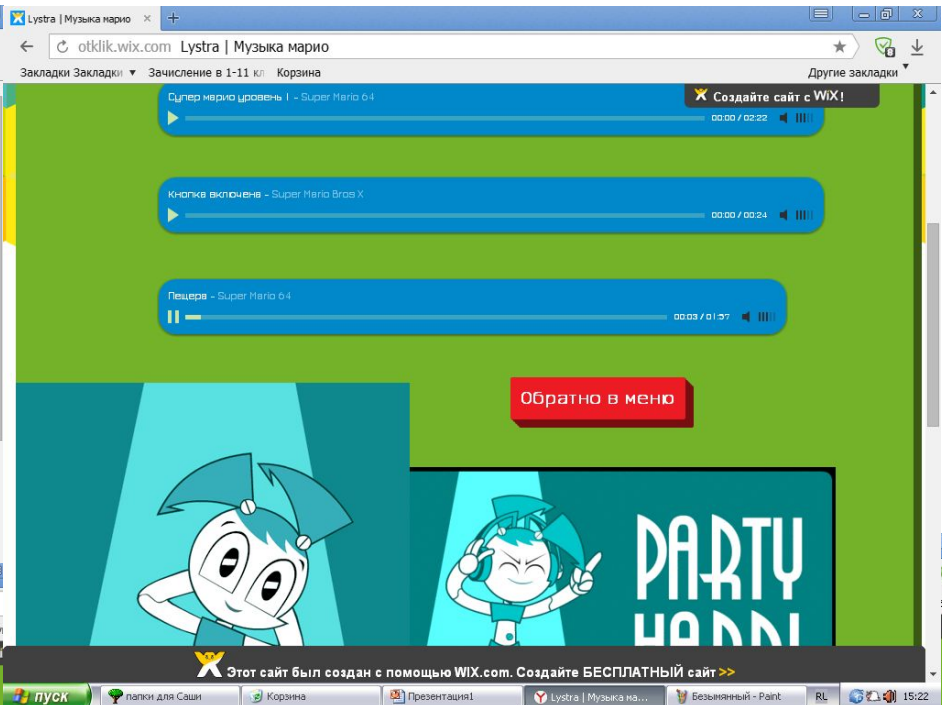 Lystra | Музыка марио
otklik.wix.com Lystra | Музыка марио
Закладки Закладки Зачисление в 1-11 кл Корзина Другие закладки
Создайте сайт с WiX!
Супер марио уровень 1 - Super Mario 64
00:00 / 02:22
Кнопка включена - Super Mario Bros X
00:00 / 00:24
Пещера - Super Mario 64
00:03 / 01:37
Обратно в меню
PARTY
HARD!
Этот сайт был создан с помощью WIX.com. Создайте БЕСПЛАТНЫЙ сайт >>
пуск папки для Саши Корзина Презентация1 Lystra | Музыка ма... Безымянный - Paint RL 15:22